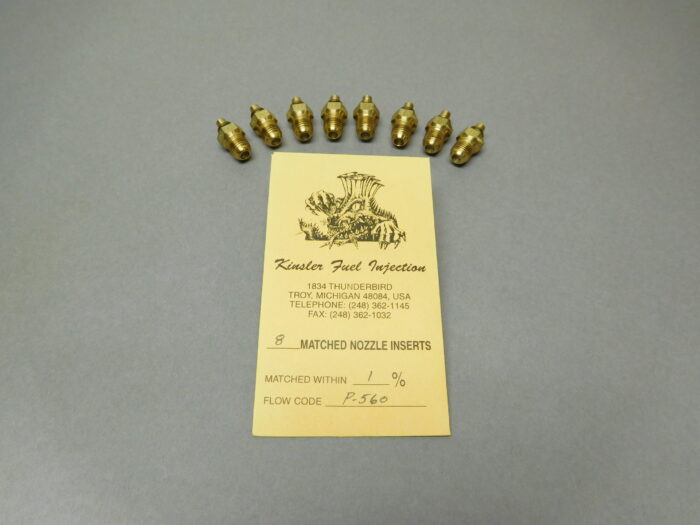 Kinsler Fuel Injection
1834 THUNDERBIRD
TROY, MICHIGAN 48084, USA
TELEPHONE: (248) 362-1145
FAX: (248) 362-1032
8 MATCHED NOZZLE INSERTS
MATCHED WITHIN 1 %
FLOW CODE P-560